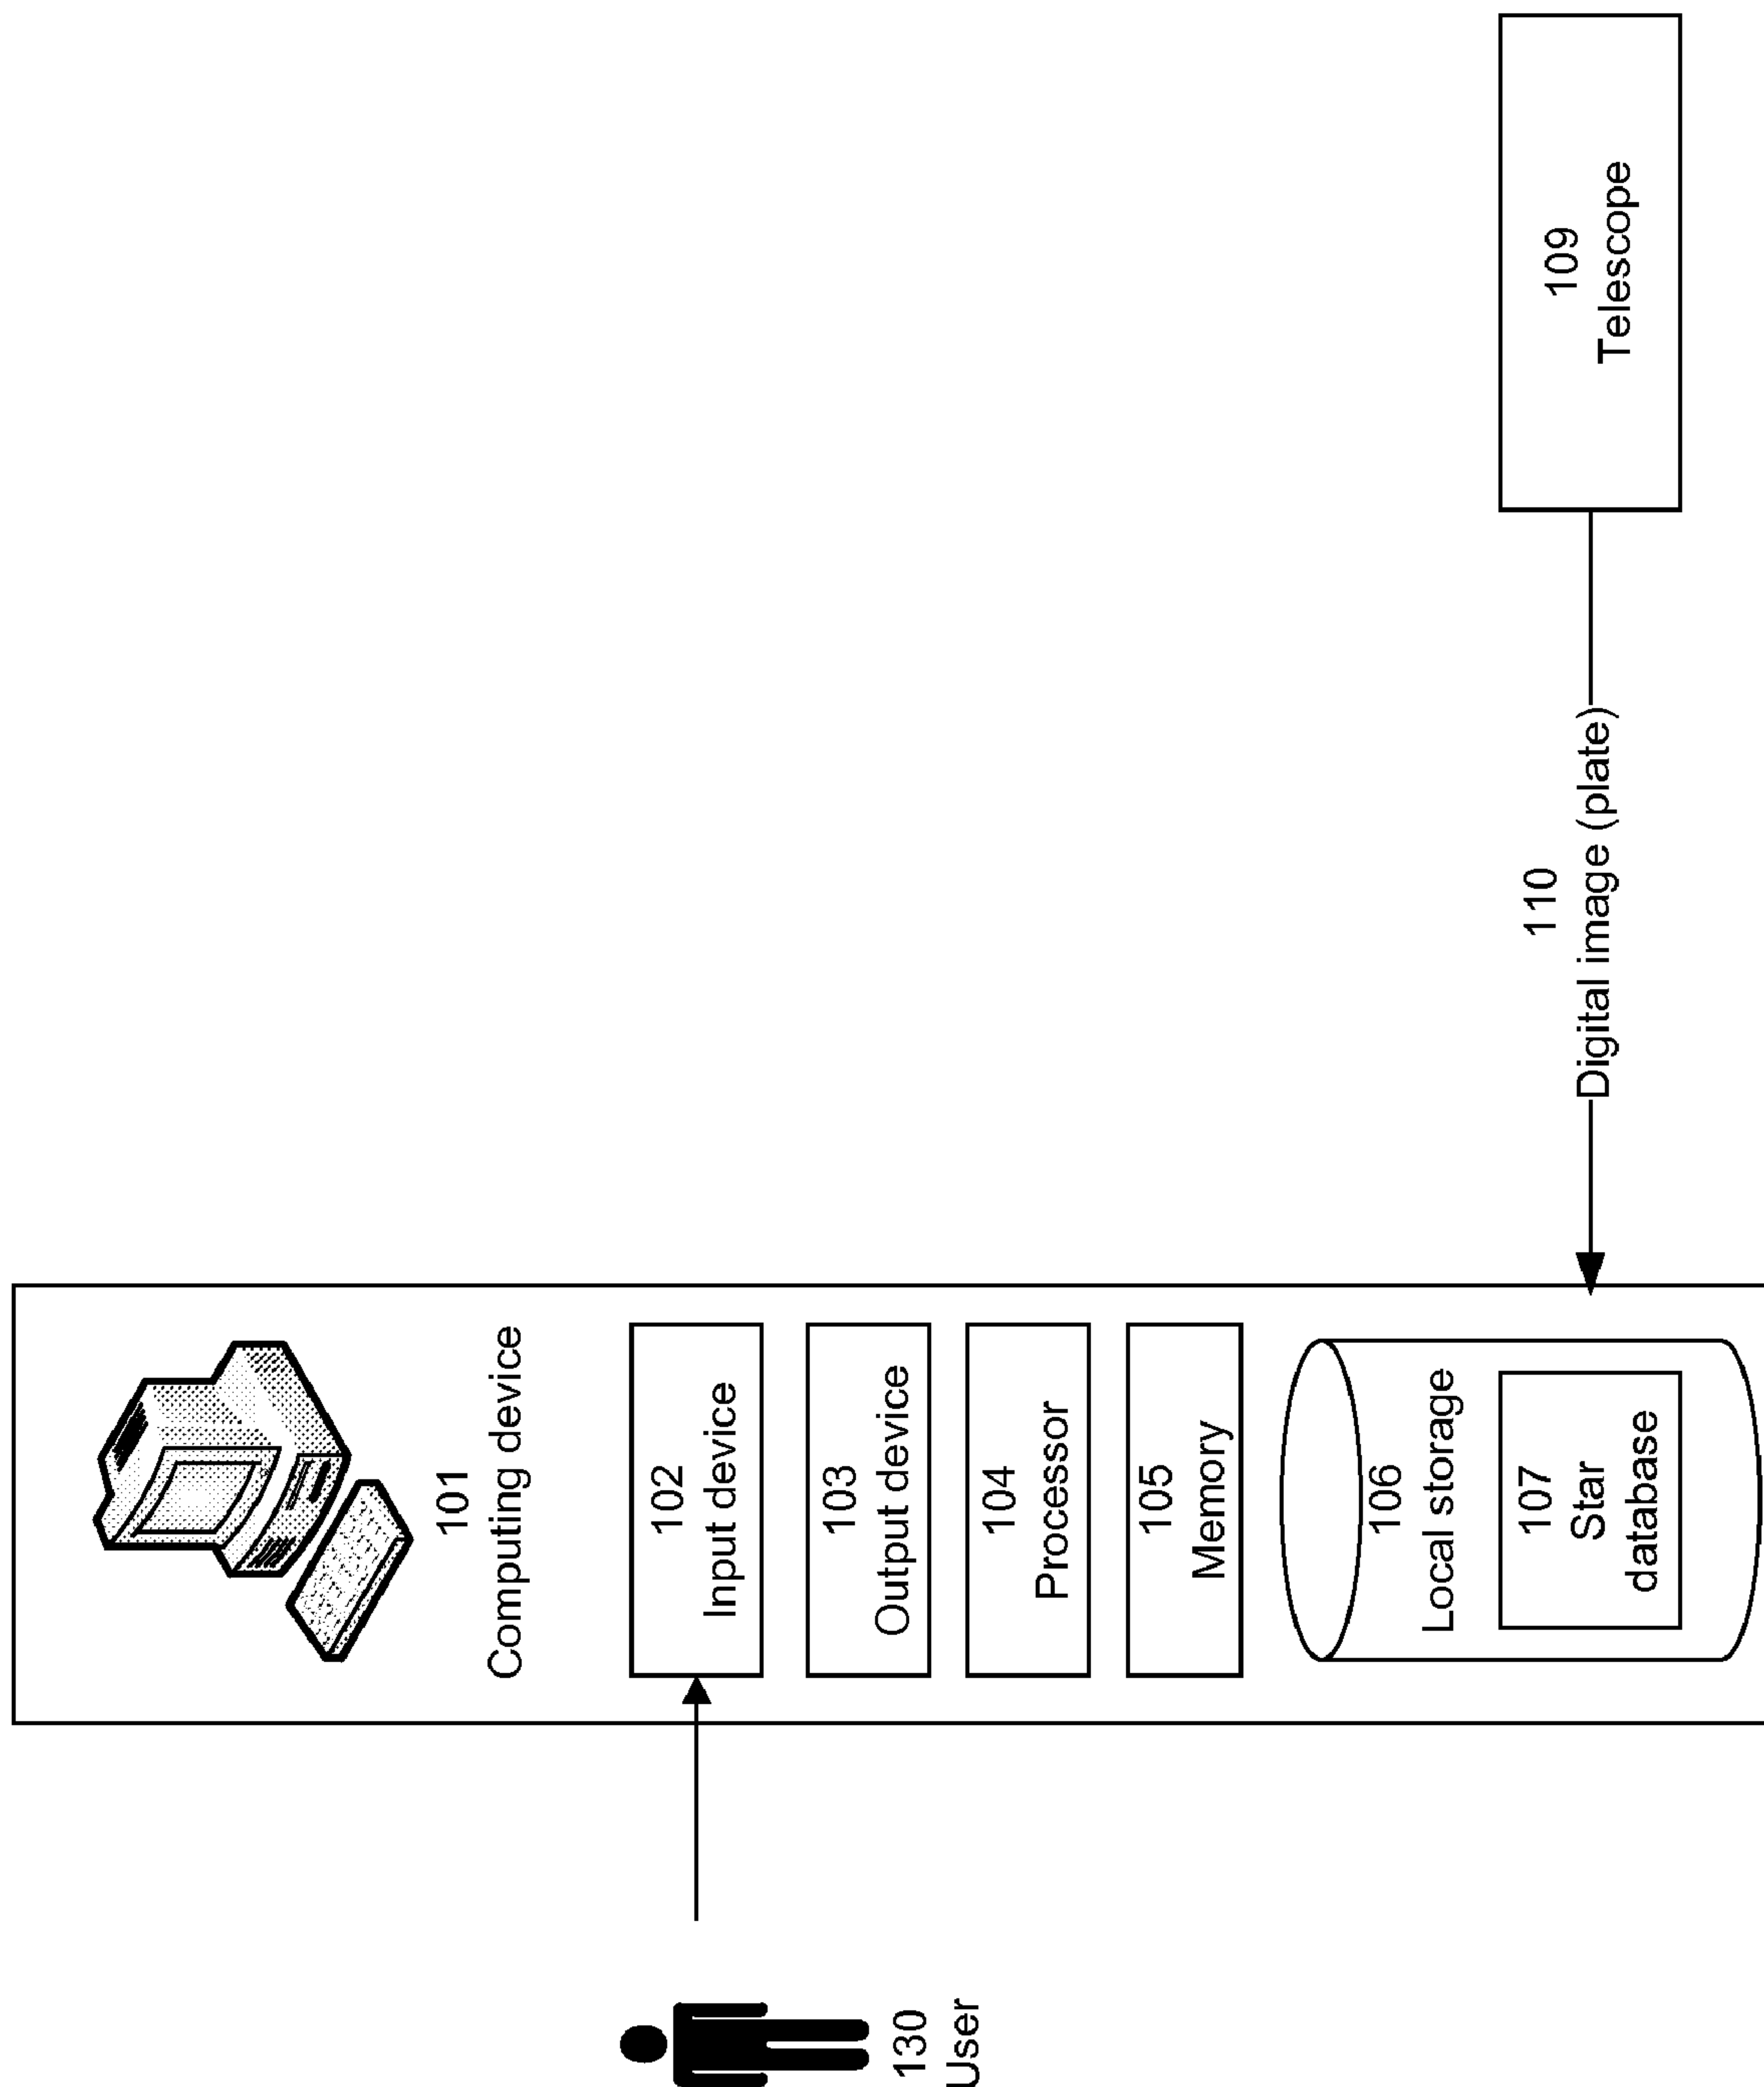 130
User
101
Computing device
102
Input device
103
Output device
104
Processor
105
Memory
106
Local storage
107
Star
database
110
Digital image (plate)
109
Telescope